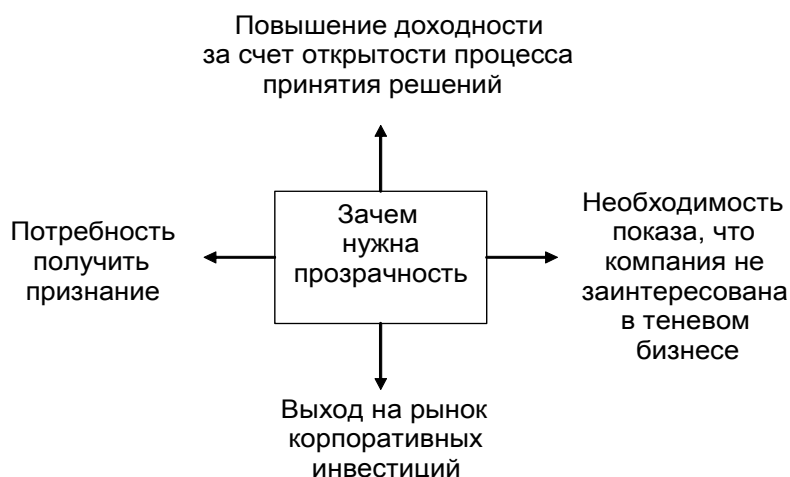 Повышение доходности
за счет открытости процесса
принятия решений
Потребность
получить
признание
Зачем
нужна
прозрачность
Необходимость
показа, что
компания не
заинтересована
в теневом
бизнесе
Выход на рынок
корпоративных
инвестиций